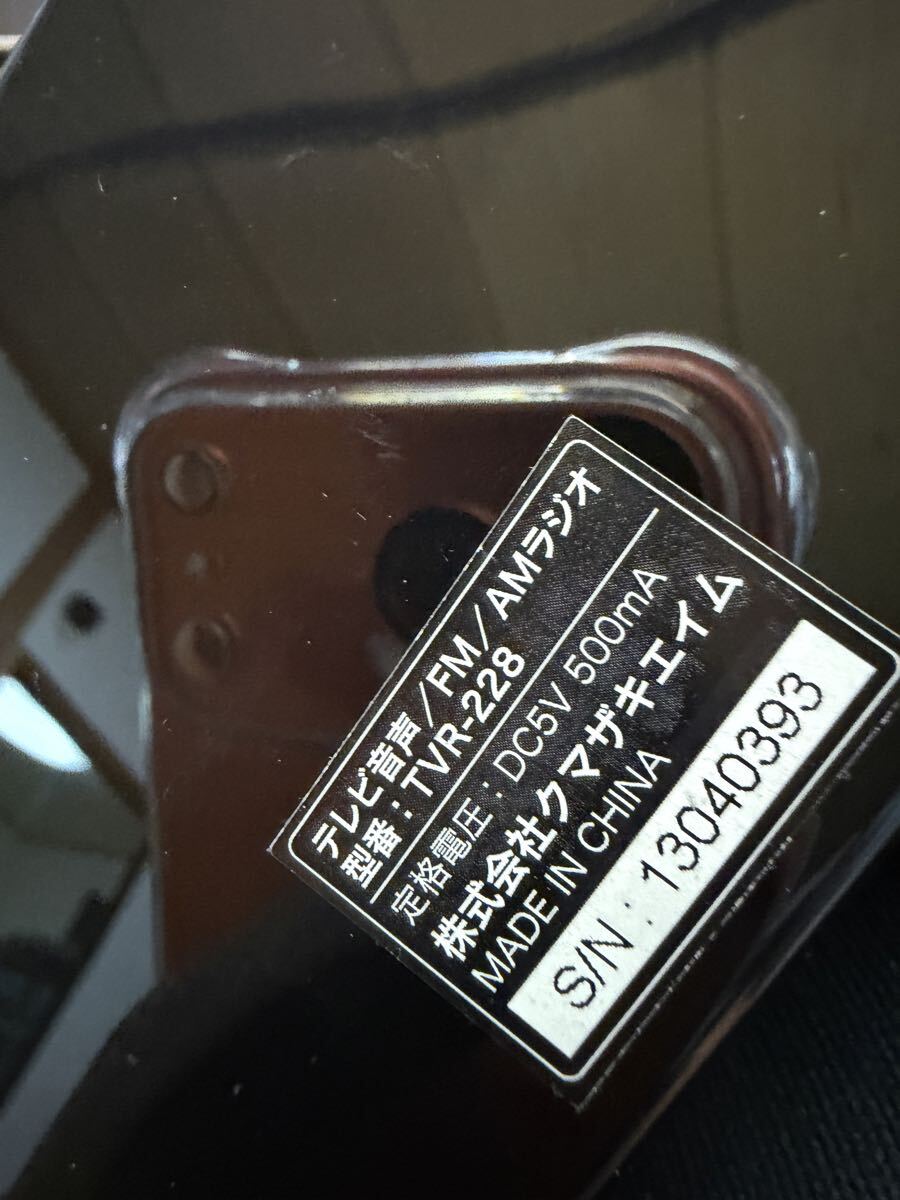 テレビ音声/FM/AMラジオ
型番:TVR-228
定格電圧:DC5V 500mA
株式会社クマザキエイム
MADE IN CHINA
S/N:13040393